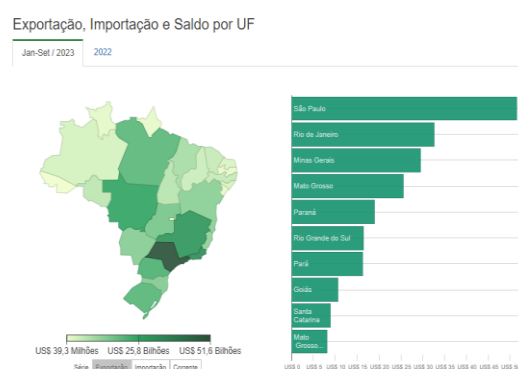 Exportação, Importação e Saldo por UF
Jan-Set / 2023
2022
São Paulo
Rio de Janeiro
Minas Gerais
Mato Grosso
Paraná
Rio Grande do Sul
Pará
Goiás
Santa
Catarina
Mato
Grosso...
US$ 39,3 Milhões US$ 25,8 Bilhões US$ 51,6 Bilhões
Série Exportação Importação Corrente
US$ 0 US$ 5 US$ 10 US$ 15 US$ 20 US$ 25 US$ 30 US$ 35 US$ 40 US$ 45 US$ 50